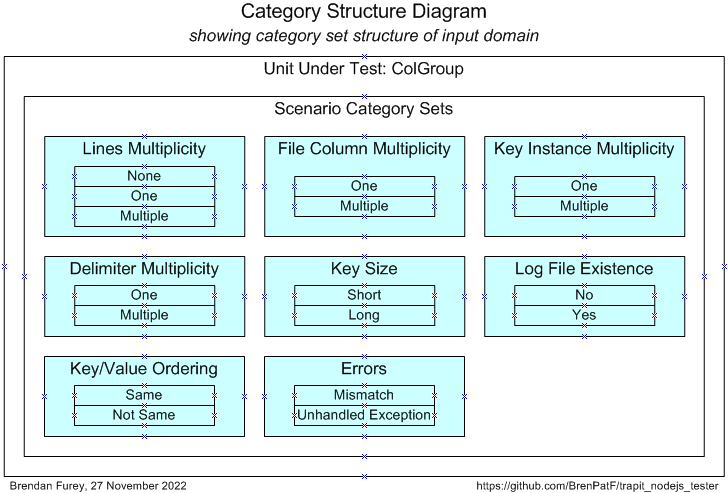 Category Structure Diagram
showing category set structure of input domain
Unit Under Test: ColGroup
Scenario Category Sets
Lines Multiplicity
None
One
Multiple
File Column Multiplicity
One
Multiple
Key Instance Multiplicity
One
Multiple
Delimiter Multiplicity
One
Multiple
Key Size
Short
Long
Log File Existence
No
Yes
Key/Value Ordering
Same
Not Same
Errors
Mismatch
Unhandled Exception
Brendan Furey, 27 November 2022
https://github.com/BrenPatF/trapit_nodejs_tester